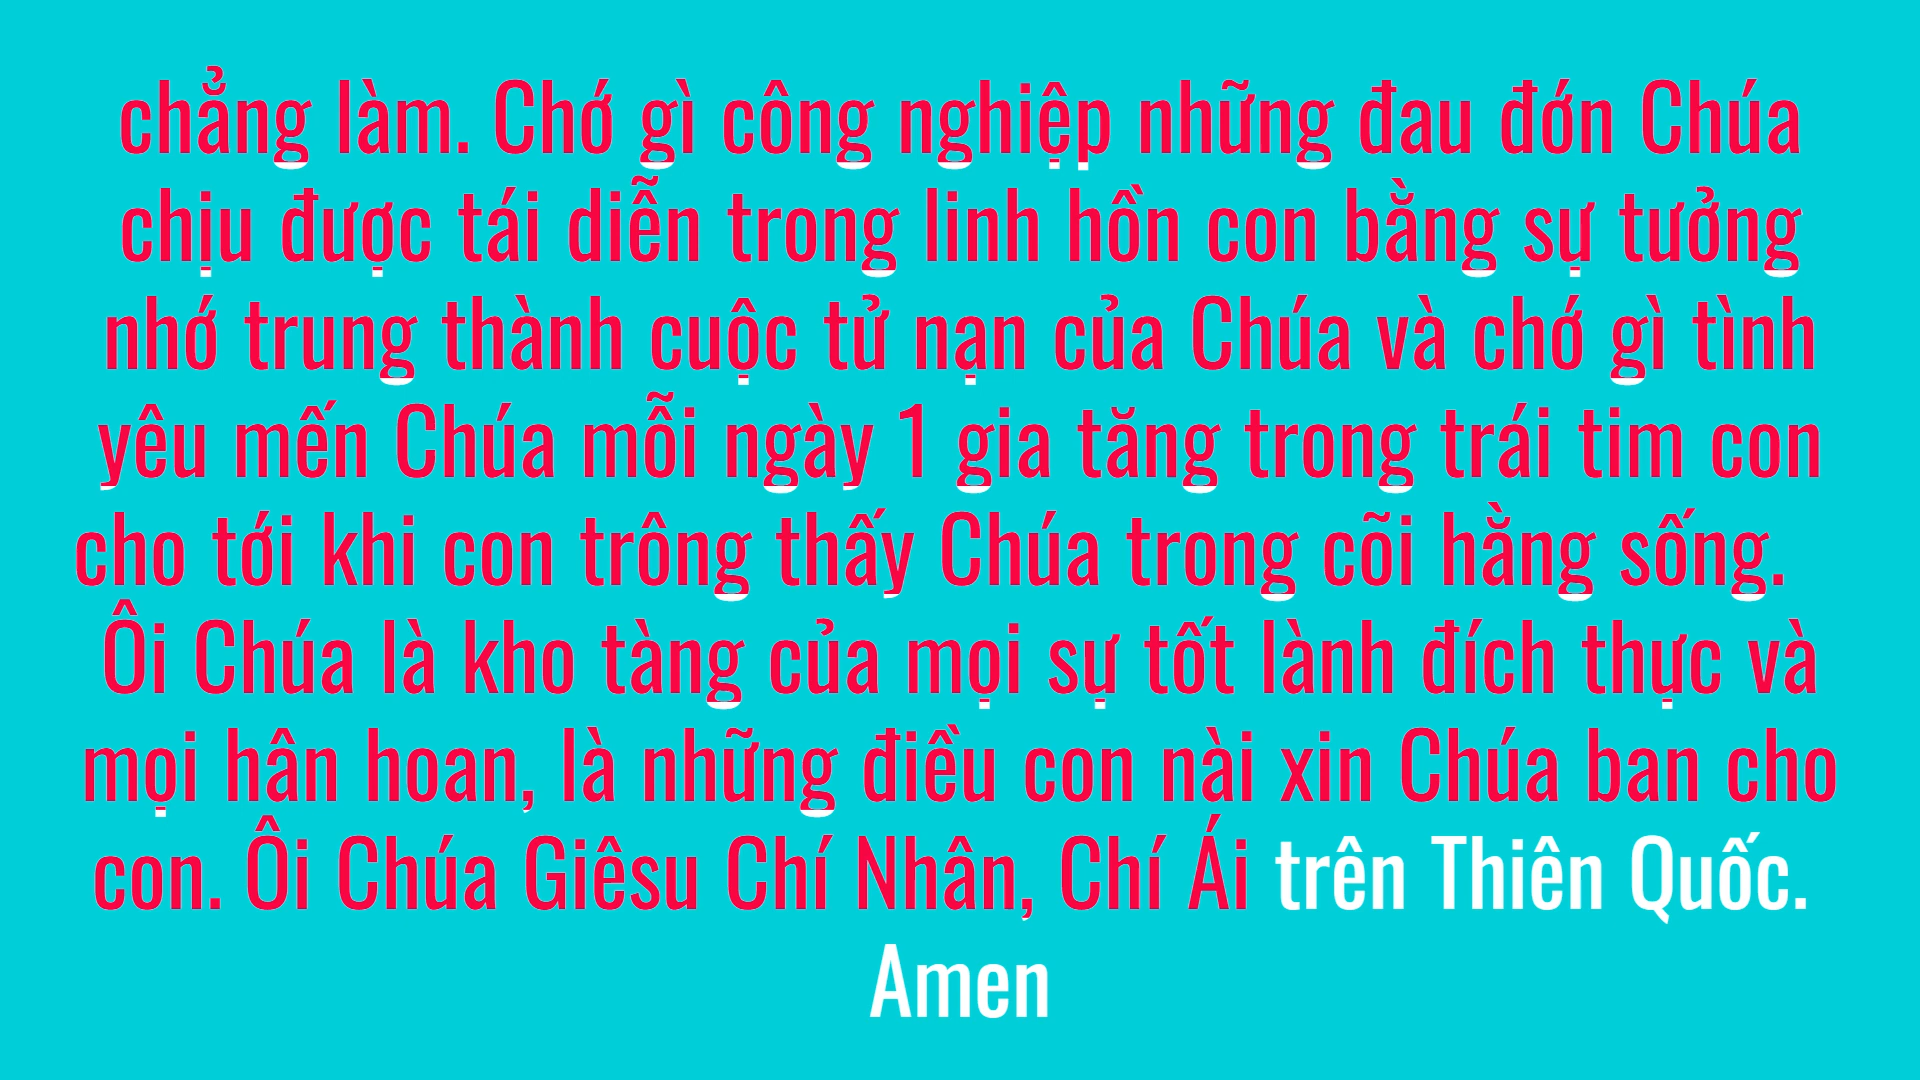 chẳng làm. Chớ gì công nghiệp những đau đớn Chúa
chịu được tái diễn trong linh hồn con bằng sự tưởng
nhớ trung thành cuộc tử nạn của Chúa và chớ gì tình
yêu mến Chúa mỗi ngày 1 gia tăng trong trái tim con
cho tới khi con trông thấy Chúa trong cõi hằng sống.
Ôi Chúa là kho tàng của mọi sự tốt lành đích thực và
mọi hân hoan, là những điều con nài xin Chúa ban cho
con. Ôi Chúa Giêsu Chí Nhân, Chí Ái trên Thiên Quốc.
Amen